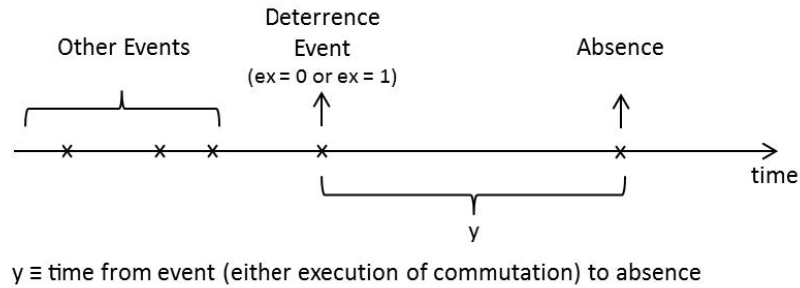 Deterrence
Other Events
Event
Absence
(ex = 0 or ex = 1)
time
y
y ≡ time from event (either execution of commutation) to absence